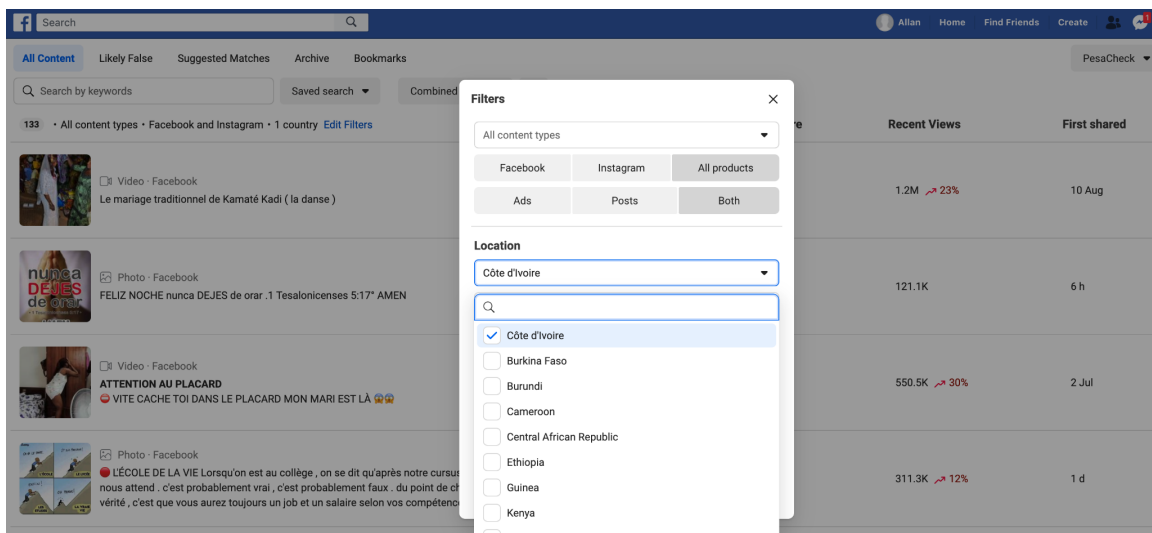 Search
Allan Home Find Friends Create 1
All Content Likely False Suggested Matches Archive Bookmarks
PesaCheck
Search by keywords
Saved search
Combined
133 • All content types • Facebook and Instagram • 1 country Edit Filters
re Recent Views First shared
Video · Facebook
Le mariage traditionnel de Kamaté Kadi ( la danse )
1.2M 23% 10 Aug
nunca
DEJES
de orar
Photo · Facebook
FELIZ NOCHE nunca DEJES de orar .1 Tesalonicenses 5:17" AMEN
121.1K 6 h
Video · Facebook
ATTENTION AU PLACARD
VITE CACHE TOI DANS LE PLACARD MON MARI EST LÀ
550.5K 30% 2 Jul
Photo · Facebook
L'ÉCOLE DE LA VIE Lorsqu'on est au collège , on se dit qu'après notre cursus
nous attend . c'est probablement vrai , c'est probablement faux . du point de ch
vérité , c'est que vous aurez toujours un job et un salaire selon vos compétenc
311.3K 12% 1 d
Filters
All content types
Facebook Instagram All products
Ads Posts Both
Location
Côte d'Ivoire
Côte d'Ivoire
Burkina Faso
Burundi
Cameroon
Central African Republic
Ethiopia
Guinea
Kenya